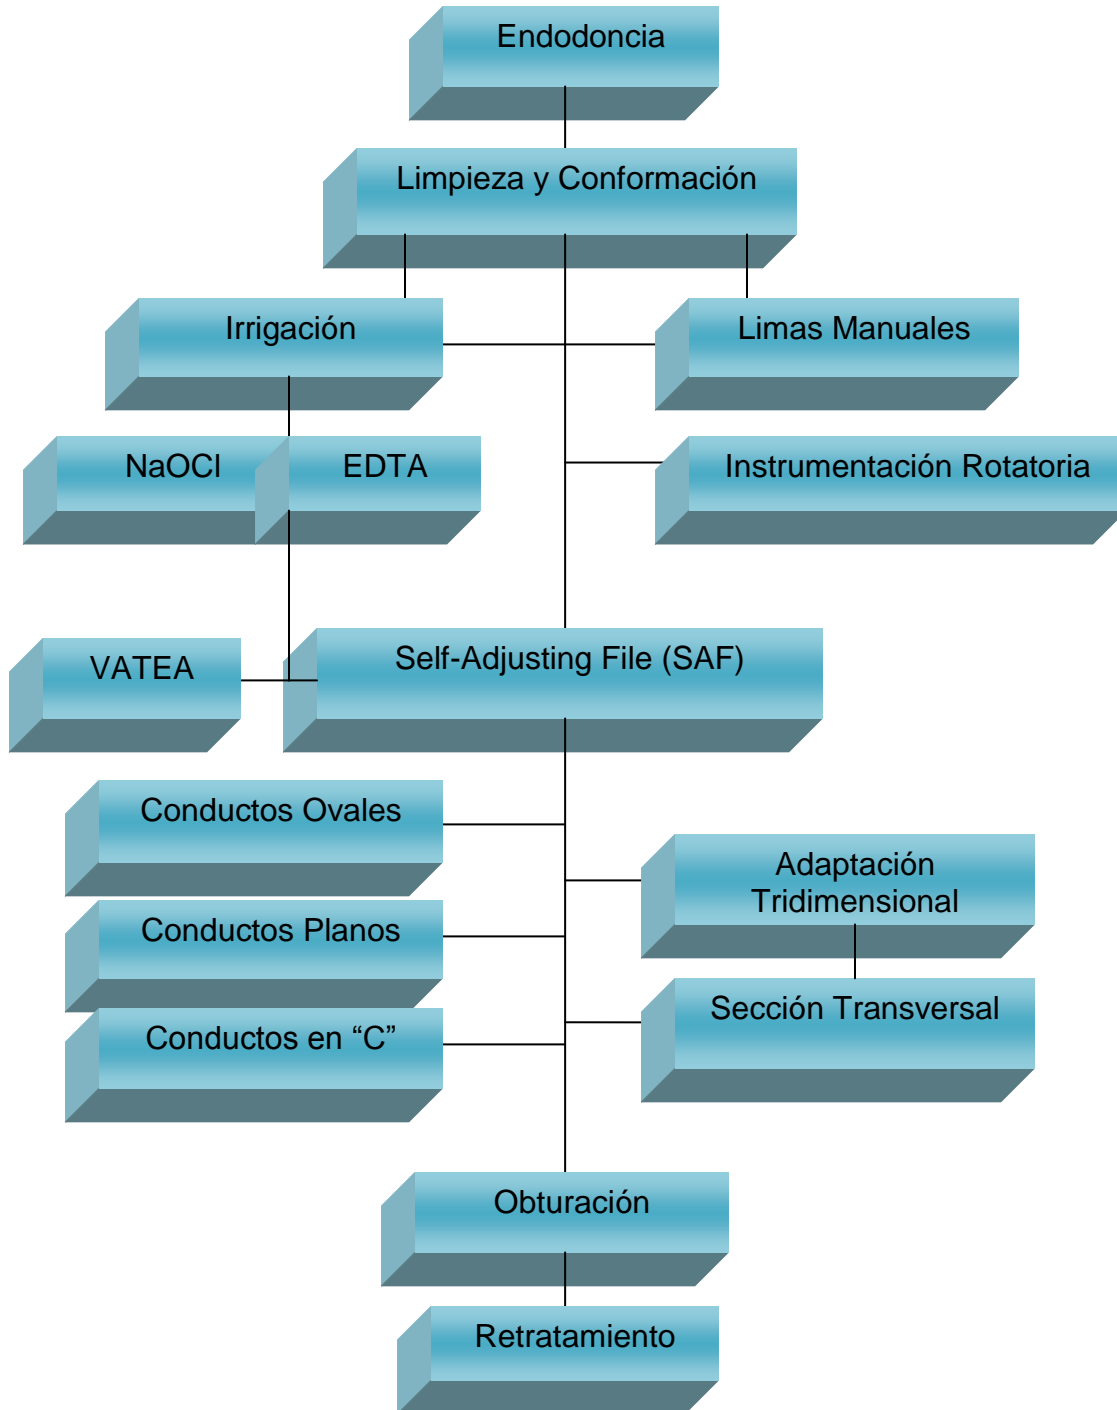 Endodoncia
Limpieza y Conformación
Irrigación
Limas Manuales
NaOCl
EDTA
Instrumentación Rotatoria
VATEA
Self-Adjusting File (SAF)
Conductos Ovales
Adaptación
Tridimensional
Conductos Planos
Sección Transversal
Conductos en “C”
Obturación
Retratamiento